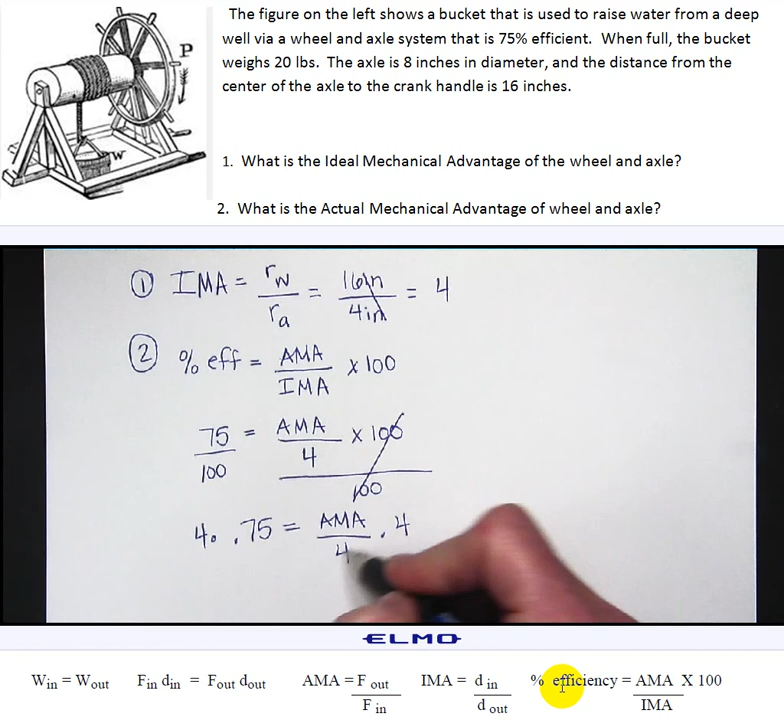 The figure on the left shows a bucket that is used to raise water from a deep
well via a wheel and axle system that is 75% efficient. When full, the bucket
weighs 20 lbs. The axle is 8 inches in diameter, and the distance from the
center of the axle to the crank handle is 16 inches.
P
W
1. What is the Ideal Mechanical Advantage of the wheel and axle?
2. What is the Actual Mechanical Advantage of wheel and axle?
① IMA = rw / ra = 16in / 4in = 4
② % eff = AMA / IMA x 100
75 / 100 = AMA / 4 x 100 / 100
4 . .75 = AMA / 4 . 4
ELMO
Win = Wout Fin din = Fout dout AMA = F out / F in IMA = d in / d out % efficiency = AMA X 100 / IMA